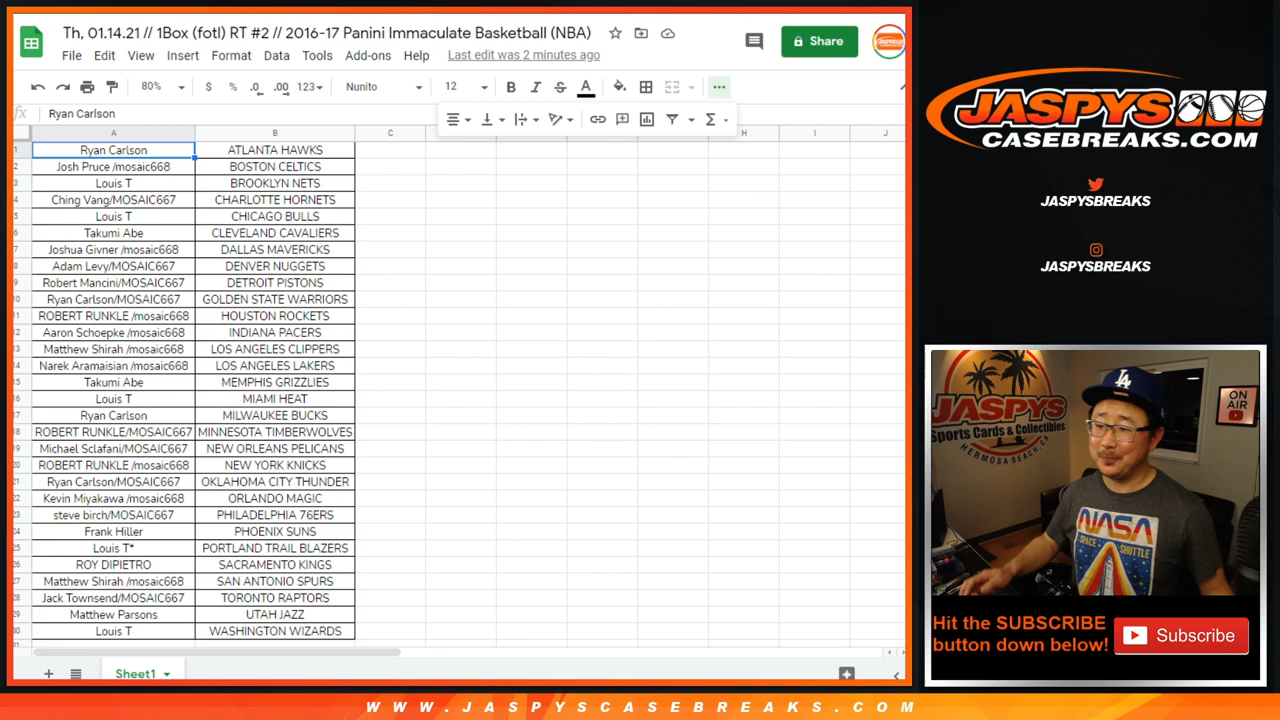 Th, 01.14.21 // 1Box (fotl) RT #2 // 2016-17 Panini Immaculate Basketball (NBA)
File Edit View Insert Format Data Tools Add-ons Help Last edit was 2 minutes ago
Share
80% $ % .0 .00 123 Nunito 12 B I S A
fx Ryan Carlson
A B C H I J
1 Ryan Carlson ATLANTA HAWKS
2 Josh Pruce /mosaic668 BOSTON CELTICS
3 Louis T BROOKLYN NETS
4 Ching Vang/MOSAIC667 CHARLOTTE HORNETS
5 Louis T CHICAGO BULLS
6 Takumi Abe CLEVELAND CAVALIERS
7 Joshua Givner /mosaic668 DALLAS MAVERICKS
8 Adam Levy/MOSAIC667 DENVER NUGGETS
9 Robert Mancini/MOSAIC667 DETROIT PISTONS
10 Ryan Carlson/MOSAIC667 GOLDEN STATE WARRIORS
11 ROBERT RUNKLE /mosaic668 HOUSTON ROCKETS
12 Aaron Schoepke /mosaic668 INDIANA PACERS
13 Matthew Shirah /mosaic668 LOS ANGELES CLIPPERS
14 Narek Aramaisian /mosaic668 LOS ANGELES LAKERS
15 Takumi Abe MEMPHIS GRIZZLIES
16 Louis T MIAMI HEAT
17 Ryan Carlson MILWAUKEE BUCKS
18 ROBERT RUNKLE/MOSAIC667 MINNESOTA TIMBERWOLVES
19 Michael Sclafani/MOSAIC667 NEW ORLEANS PELICANS
20 ROBERT RUNKLE /mosaic668 NEW YORK KNICKS
21 Ryan Carlson/MOSAIC667 OKLAHOMA CITY THUNDER
22 Kevin Miyakawa /mosaic668 ORLANDO MAGIC
23 steve birch/MOSAIC667 PHILADELPHIA 76ERS
24 Frank Hiller PHOENIX SUNS
25 Louis T* PORTLAND TRAIL BLAZERS
26 ROY DIPIETRO SACRAMENTO KINGS
27 Matthew Shirah /mosaic668 SAN ANTONIO SPURS
28 Jack Townsend/MOSAIC667 TORONTO RAPTORS
29 Matthew Parsons UTAH JAZZ
30 Louis T WASHINGTON WIZARDS
Sheet1
JASPYS
CASEBREAKS.COM
JASPYSBREAKS
JASPYSBREAKS
JASPYS
Sports Cards & Collectibles
HERMOSA BEACH, CA
ON AIR
LA
NASA
SPACE SHUTTLE
Hit the SUBSCRIBE
button down below!
Subscribe
WWW.JASPYSCASEBREAKS.COM